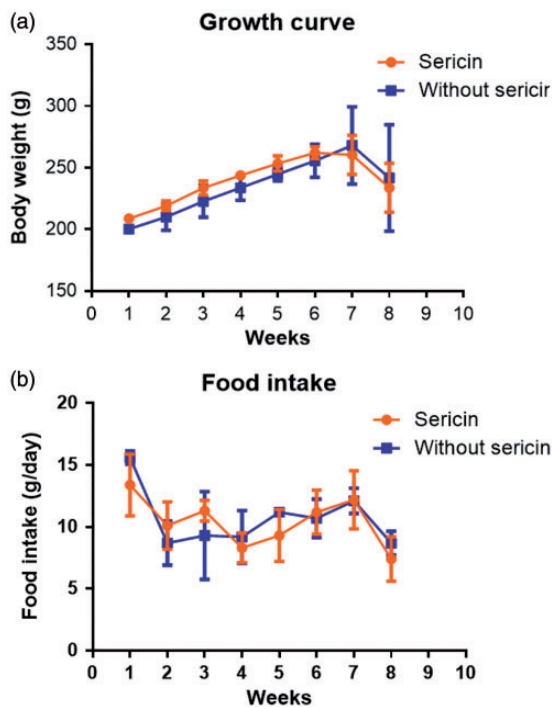 (a)
Growth curve
350
300
250
200
150
Body weight (g)
Sericin
Without sericir
0 1 2 3 4 5 6 7 8 9 10
Weeks
(b)
Food intake
20
15
10
5
0
Food intake (g/day)
Sericin
Without sericin
0 1 2 3 4 5 6 7 8 9 10
Weeks